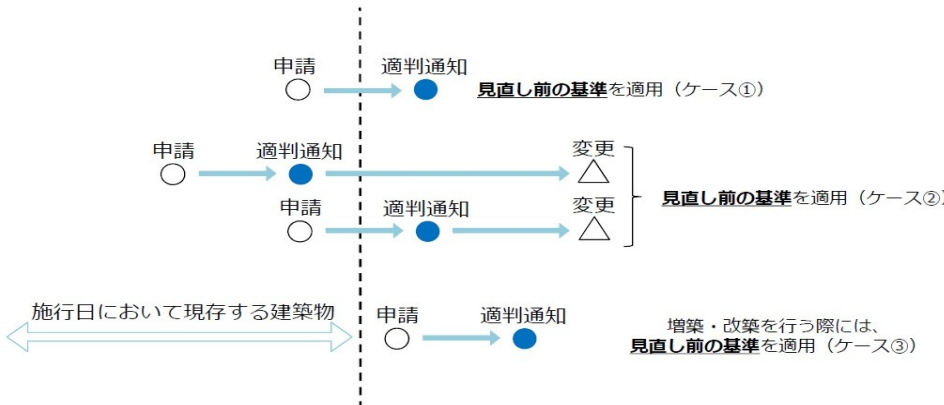 申請
適判通知
見直し前の基準を適用（ケース①）
申請
適判通知
変更
申請
適判通知
変更
見直し前の基準を適用（ケース②）
施行日において現存する建築物
申請
適判通知
増築・改築を行う際には、
見直し前の基準を適用（ケース③）